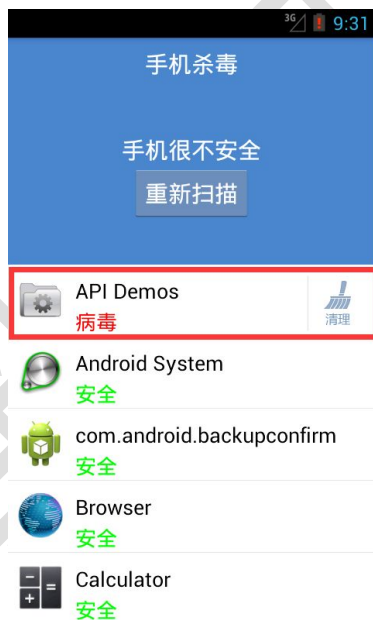 3G 9:31
手机杀毒
手机很不安全
重新扫描
API Demos
病毒
清理
Android System
安全
com.android.backupconfirm
安全
Browser
安全
Calculator
安全